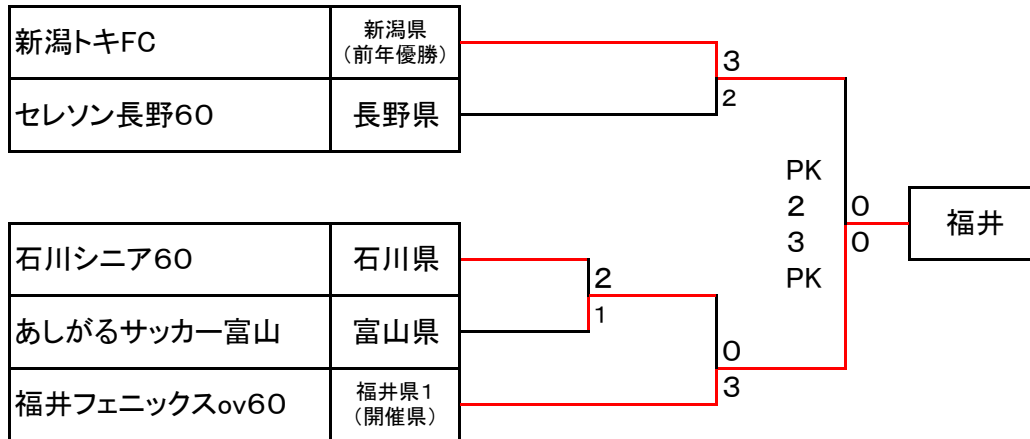 新潟トキFC
新潟県
（前年優勝）
3
セレソン長野60
長野県
2
PK
2
3
PK
0
0
福井
石川シニア60
石川県
2
あしがるサッカー富山
富山県
1
0
福井フェニックスov60
福井県1
（開催県）
3